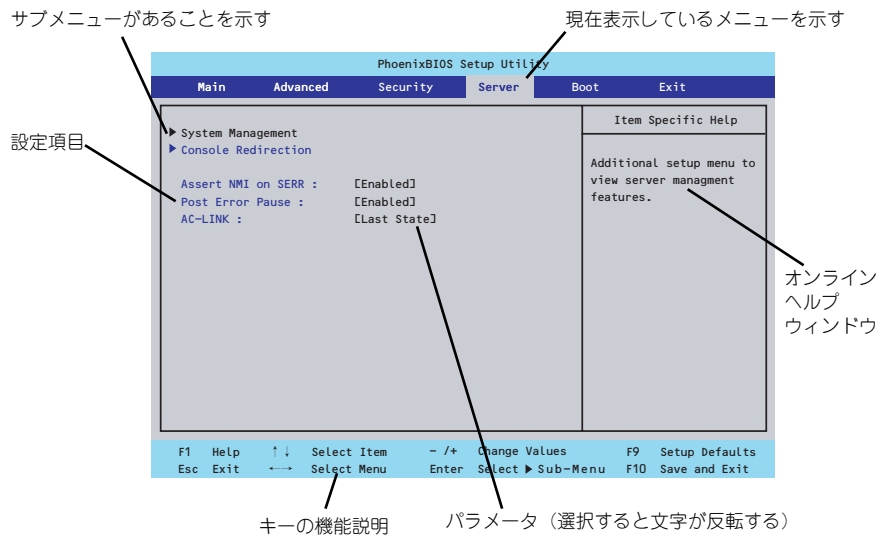 サブメニューがあることを示す
現在表示しているメニューを示す
PhoenixBIOS Setup Utility
Main Advanced Security Server Boot Exit
設定項目
▶ System Management
▶ Console Redirection
Assert NMI on SERR : [Enabled]
Post Error Pause : [Enabled]
AC-LINK : [Last State]
Item Specific Help
Additional setup menu to
view server managment
features.
オンライン
ヘルプ
ウィンドウ
F1 Help ↑↓ Select Item - /+ Change Values F9 Setup Defaults
Esc Exit ←→ Select Menu Enter Select ▶ Sub-Menu F10 Save and Exit
キーの機能説明
パラメータ（選択すると文字が反転する）